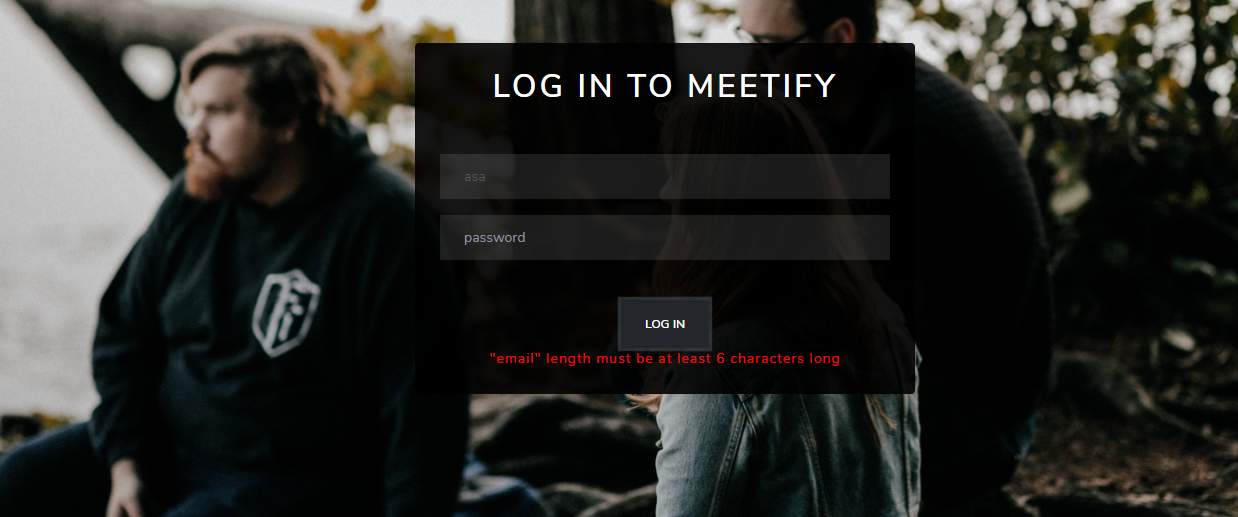 LOG IN TO MEETIFY
asa
password
LOG IN
"email" length must be at least 6 characters long